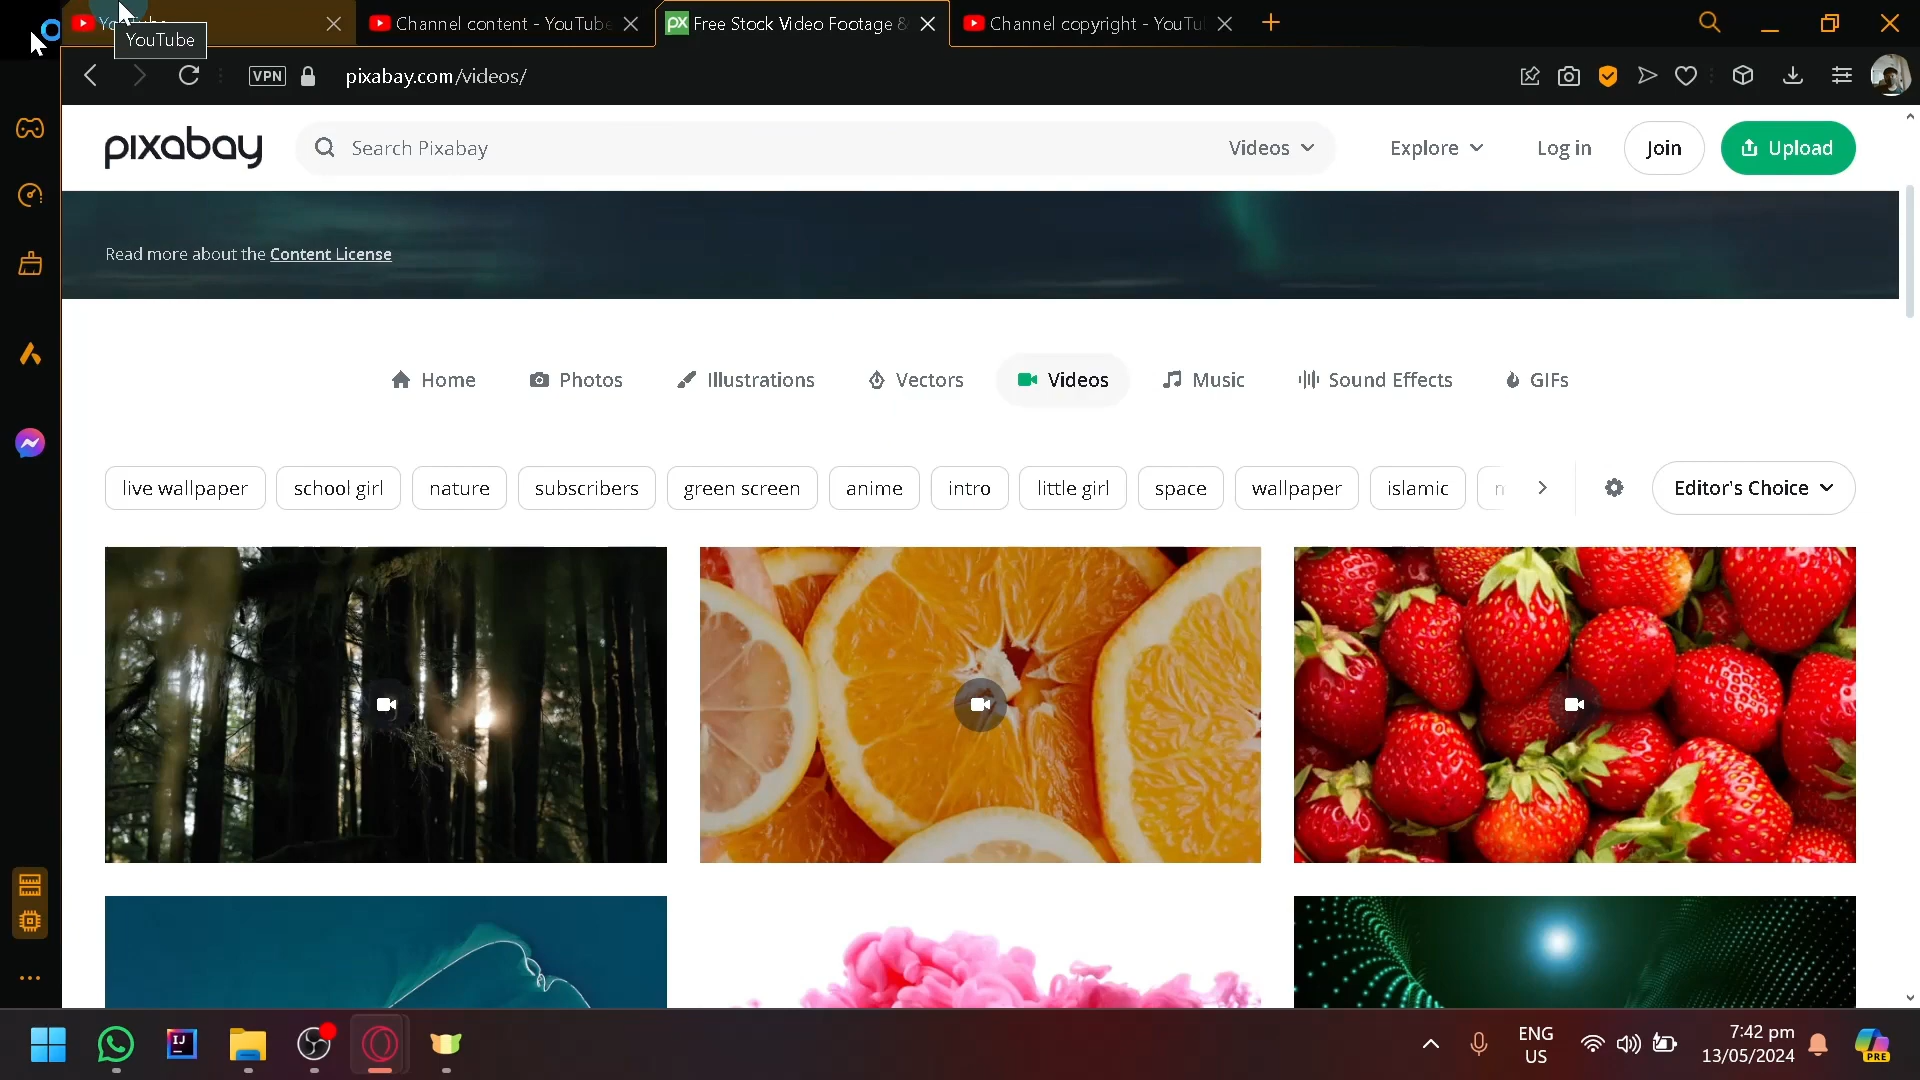 YouTube
Channel content - YouTube
Free Stock Video Footage &
Channel copyright - YouTu
YouTube
VPN
pixabay.com/videos/
pixabay
Search Pixabay
Videos
Explore
Log in
Join
Upload
Read more about the Content License
Home
Photos
Illustrations
Vectors
Videos
Music
Sound Effects
GIFs
live wallpaper
school girl
nature
subscribers
green screen
anime
intro
little girl
space
wallpaper
islamic
Editor's Choice
IJ
ENG
US
7:42 pm
13/05/2024
PRE